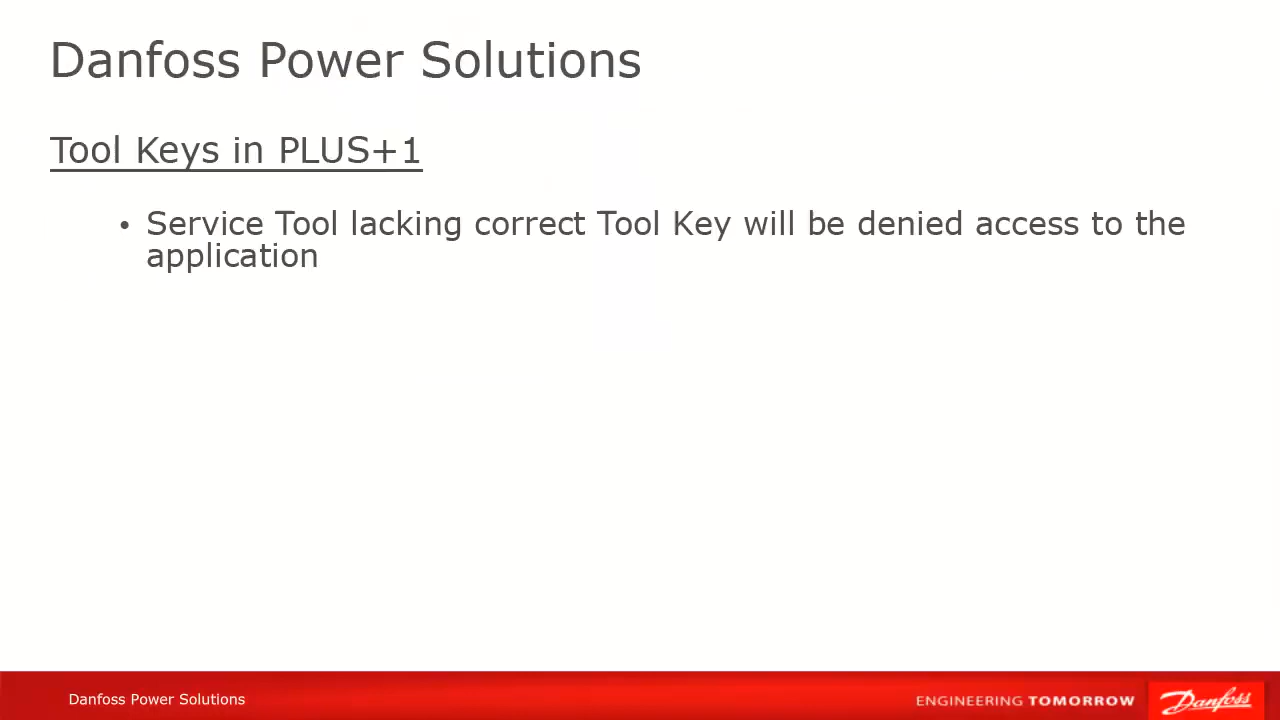 Danfoss Power Solutions
Tool Keys in PLUS+1
• Service Tool lacking correct Tool Key will be denied access to the
application
Danfoss Power Solutions
ENGINEERING TOMORROW
Danfoss